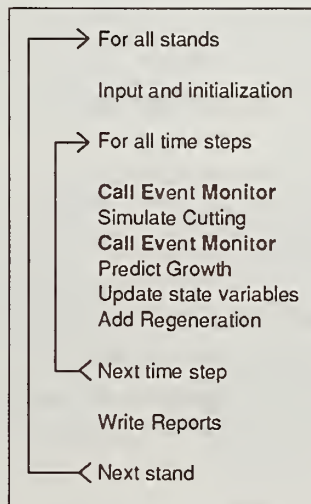 For all stands
Input and initialization
For all time steps
Call Event Monitor
Simulate Cutting
Call Event Monitor
Predict Growth
Update state variables
Add Regeneration
Next time step
Write Reports
Next stand